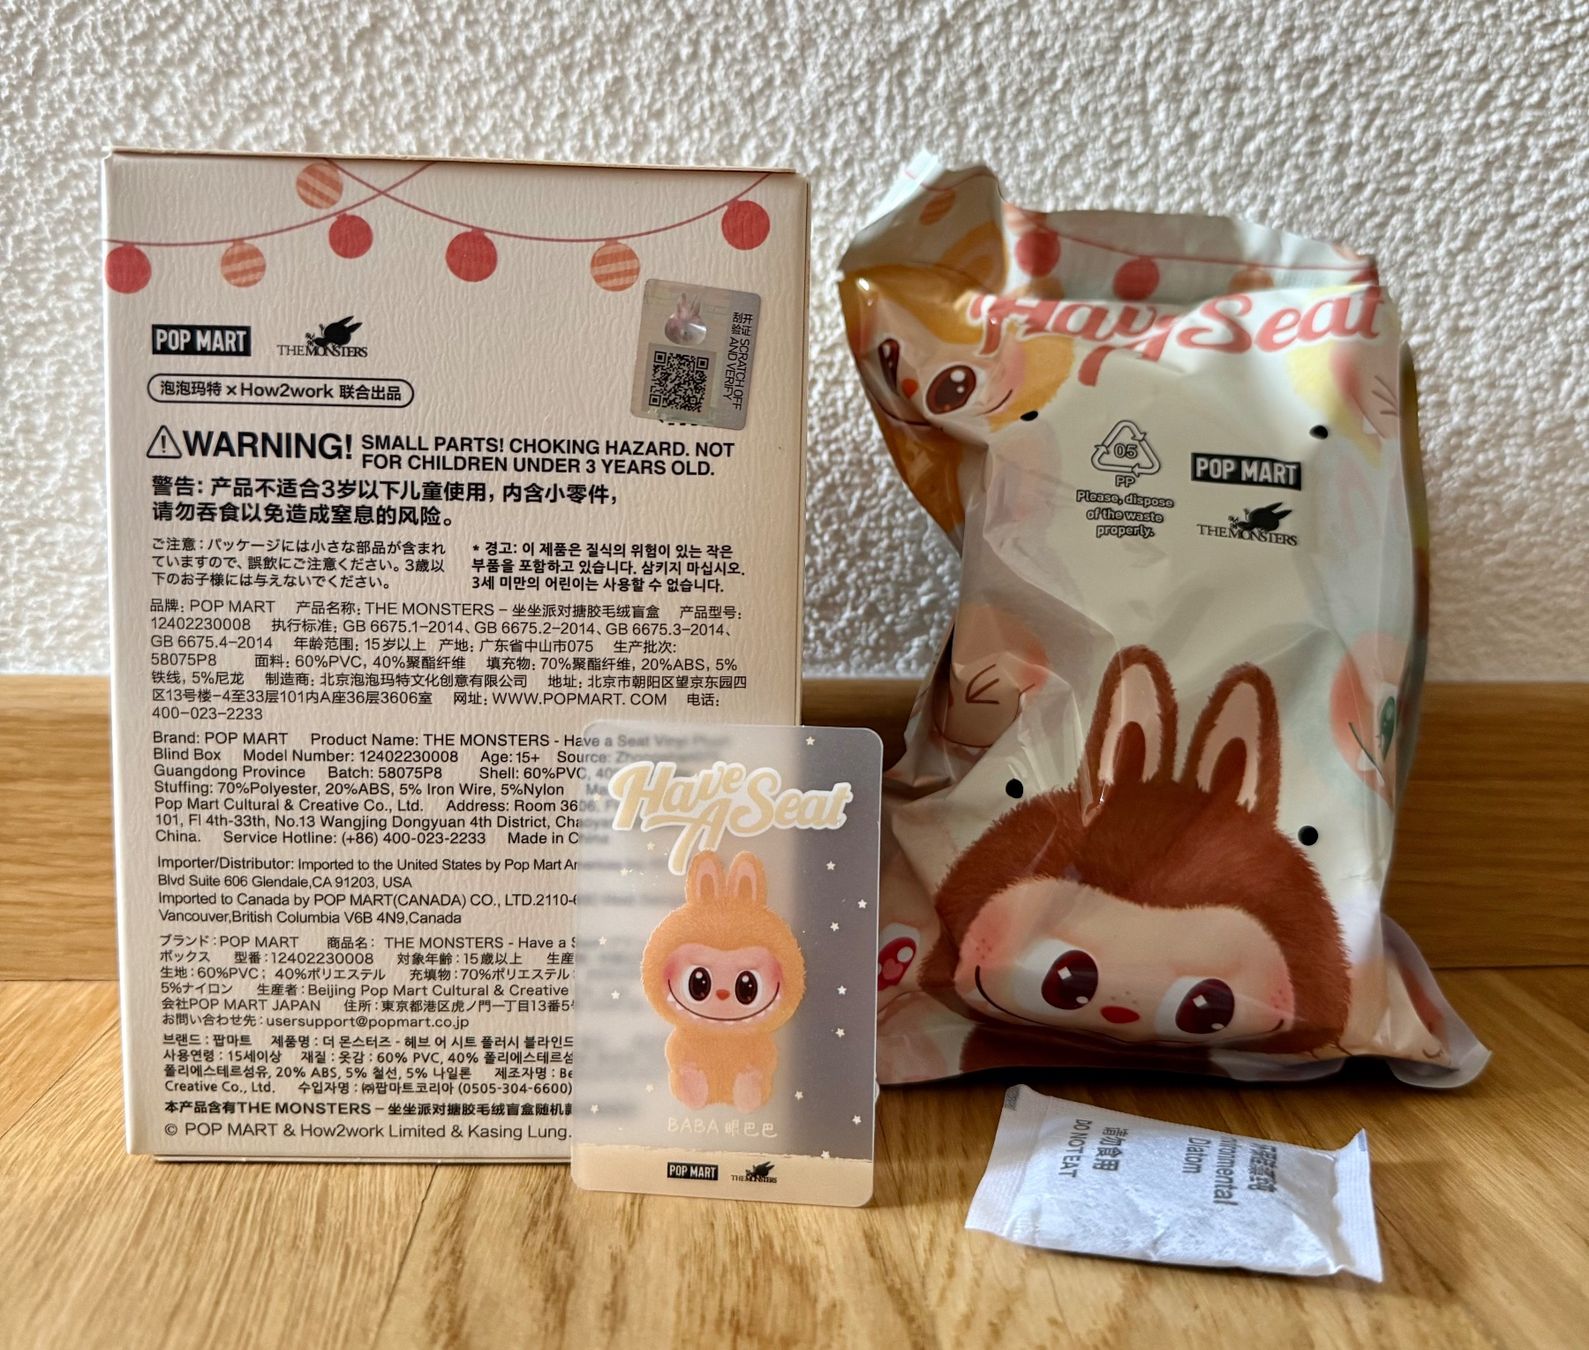 POP MART
THE MONSTERS
泡泡玛特 × How2work 联合出品
刮开
验证
SCRATCH OFF
AND VERIFY
WARNING! SMALL PARTS! CHOKING HAZARD. NOT
FOR CHILDREN UNDER 3 YEARS OLD.
警告: 产品不适合3岁以下儿童使用，内含小零件，
请勿吞食以免造成窒息的风险。
ご注意：パッケージには小さな部品が含まれ
ていますので、誤飲にご注意ください。3歳以
下のお子様には与えないでください。
* 경고: 이 제품은 질식의 위험이 있는 작은
부품을 포함하고 있습니다. 삼키지 마십시오.
3세 미만의 어린이는 사용할 수 없습니다.
品牌: POP MART 产品名称: THE MONSTERS – 坐坐派对搪胶毛绒盲盒 产品型号:
12402230008 执行标准: GB 6675.1–2014、GB 6675.2–2014、GB 6675.3–2014、
GB 6675.4–2014 年龄范围: 15岁以上 产地: 广东省中山市075 生产批次:
58075P8 面料: 60%PVC, 40%聚酯纤维 填充物: 70%聚酯纤维, 20%ABS, 5%
铁线, 5%尼龙 制造商: 北京泡泡玛特文化创意有限公司 地址: 北京市朝阳区望京东园四
区13号楼-4至33层101内A座36层3606室 网址: WWW.POPMART.COM 电话:
400-023-2233
Brand: POP MART Product Name: THE MONSTERS - Have a Seat Vinyl Plush
Blind Box Model Number: 12402230008 Age: 15+ Source:
Guangdong Province Batch: 58075P8 Shell: 60%PVC,
Stuffing: 70%Polyester, 20%ABS, 5% Iron Wire, 5%Nylon
Pop Mart Cultural & Creative Co., Ltd. Address: Room 3606,
101, Fl 4th-33th, No.13 Wangjing Dongyuan 4th District,
China. Service Hotline: (+86) 400-023-2233 Made in China
Importer/Distributor: Imported to the United States by Pop Mart
Blvd Suite 606 Glendale,CA 91203, USA
Imported to Canada by POP MART(CANADA) CO., LTD.2110-
Vancouver,British Columbia V6B 4N9,Canada
ブランド：POP MART 商品名： THE MONSTERS - Have a
ボックス 型番：12402230008 対象年齢：15歳以上
生地：60%PVC； 40%ポリエステル 充填物：70%ポリエステル
5%ナイロン 生産者：Beijing Pop Mart Cultural & Creative
会社POP MART JAPAN 住所：東京都港区虎ノ門一丁目13番5
お問い合わせ先：usersupport@popmart.co.jp
브랜드 : 팝마트 제품명 : 더 몬스터즈 - 헤브 어 시트 플러시 블라인드
사용연령 : 15세이상 재질 : 옷감 : 60% PVC, 40% 폴리에스테르섬
폴리에스테르섬유, 20% ABS, 5% 철선, 5% 나일론 제조자명 :
Creative Co., Ltd. 수입자명 : ㈜팝마트코리아 (0505-304-6600)
本产品含有THE MONSTERS – 坐坐派对搪胶毛绒盲盒随机
© POP MART & How2work Limited & Kasing Lung.
Have
A Seat
BABA 眼巴巴
POP MART
THE MONSTERS
Have A Seat
05
PP
Please, dispose
of the waste
properly.
POP MART
THE MONSTERS
Diatom
请勿食用
DO NOT EAT